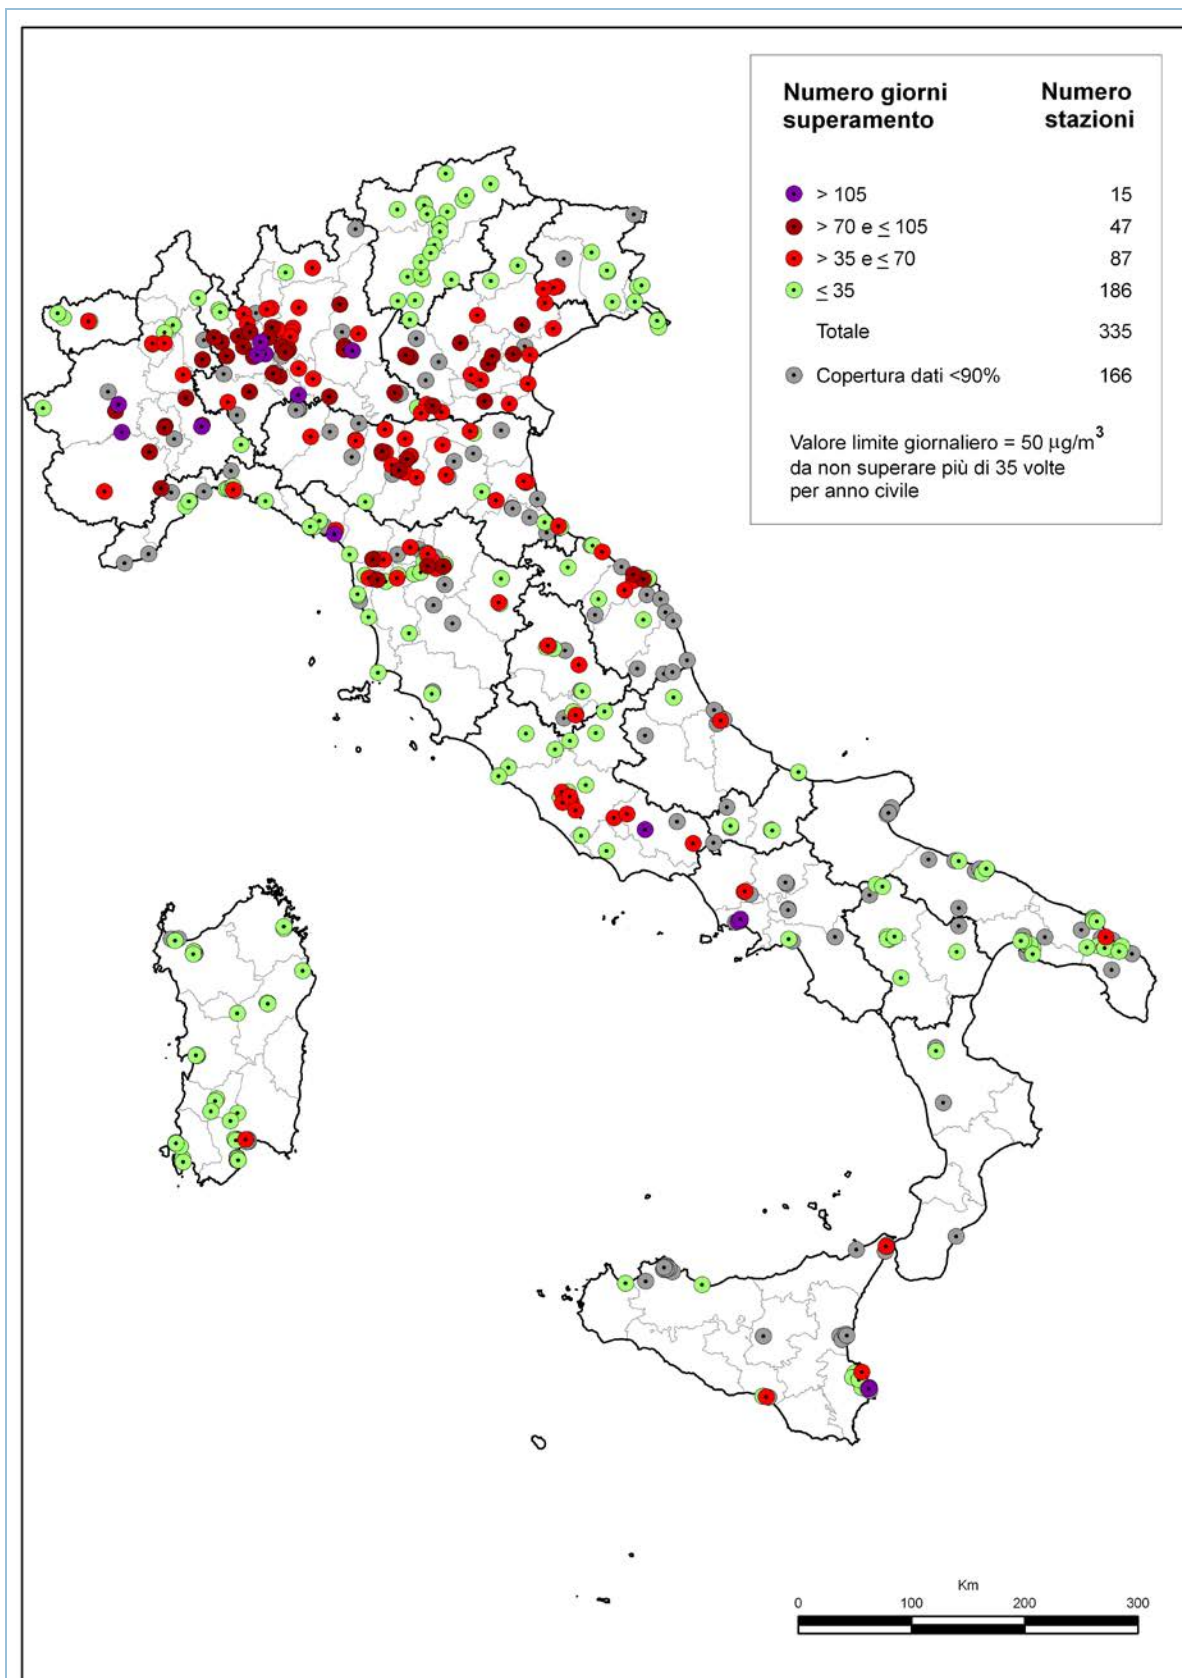 Numero giorni superamento Numero stazioni
> 105 15
> 70 e ≤ 105 47
> 35 e ≤ 70 87
≤ 35 186
Totale 335
Copertura dati <90% 166
Valore limite giornaliero = 50 μg/m³
da non superare più di 35 volte
per anno civile
Km
0 100 200 300